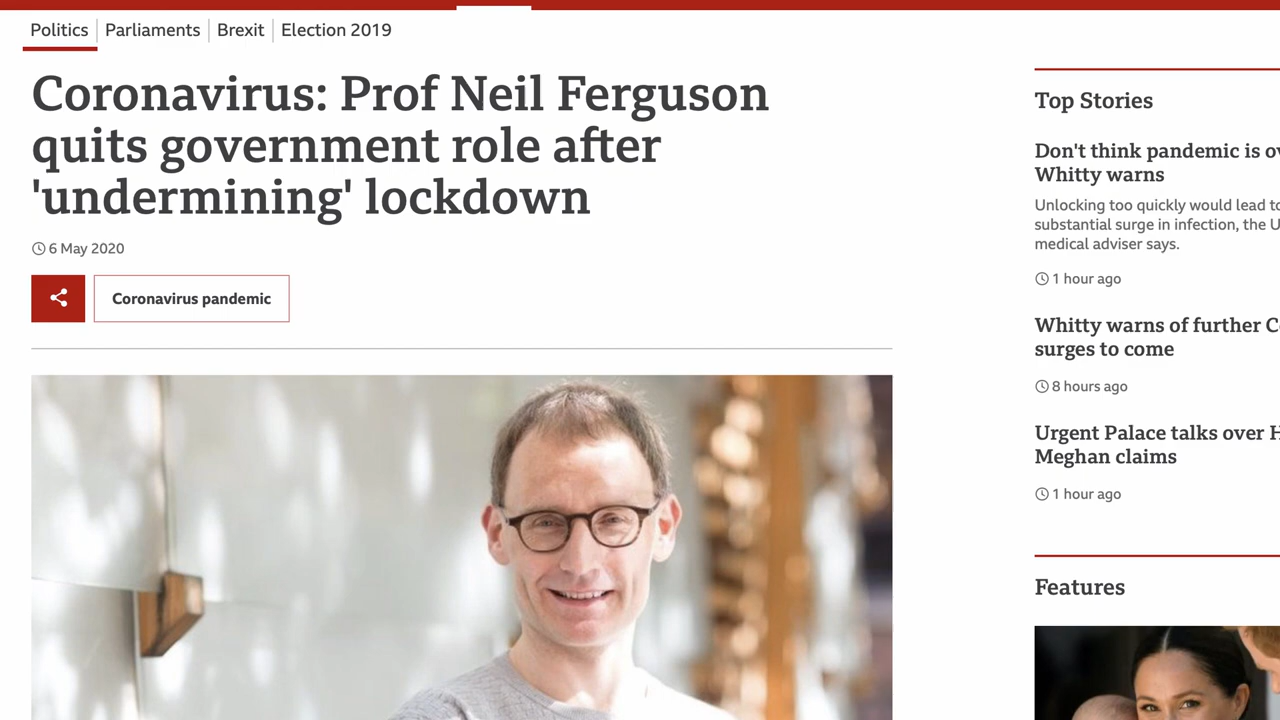 Politics
Parliaments
Brexit
Election 2019
Coronavirus: Prof Neil Ferguson
quits government role after
'undermining' lockdown
6 May 2020
Coronavirus pandemic
Top Stories
Don't think pandemic is
Whitty warns
Unlocking too quickly would lead to
substantial surge in infection, the
medical adviser says.
1 hour ago
Whitty warns of further
surges to come
8 hours ago
Urgent Palace talks over
Meghan claims
1 hour ago
Features